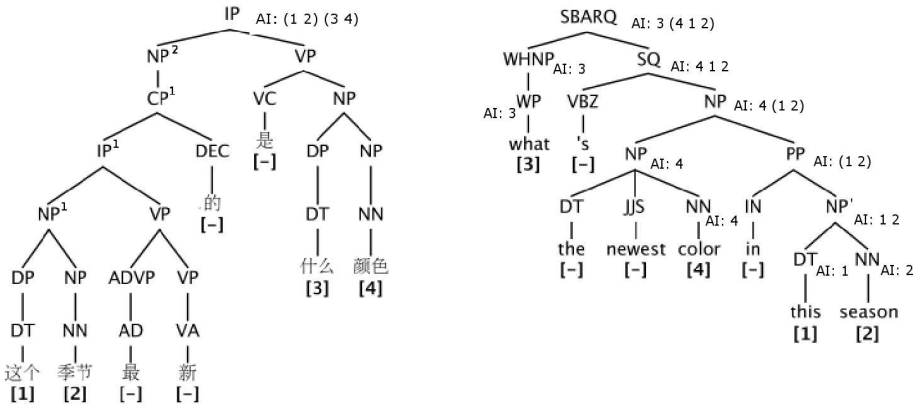 IP AI: (1 2) (3 4)
NP² VP
CP¹ VC NP
是
[-]
IP¹ DEC DP NP
.的
[-]
NP¹ VP DT NN
什么 颜色
[3] [4]
DP NP ADVP VP
DT NN AD VA
这个 季节 最 新
[1] [2] [-] [-]
SBARQ AI: 3 (4 1 2)
WHNP AI: 3 SQ AI: 4 1 2
WP AI: 3 VBZ NP AI: 4 (1 2)
what 's
[3] [-]
NP AI: 4 PP AI: (1 2)
DT JJS NN AI: 4 IN NP' AI: 1 2
the newest color in
[-] [-] [4] [-]
DT AI: 1 NN AI: 2
this season
[1] [2]